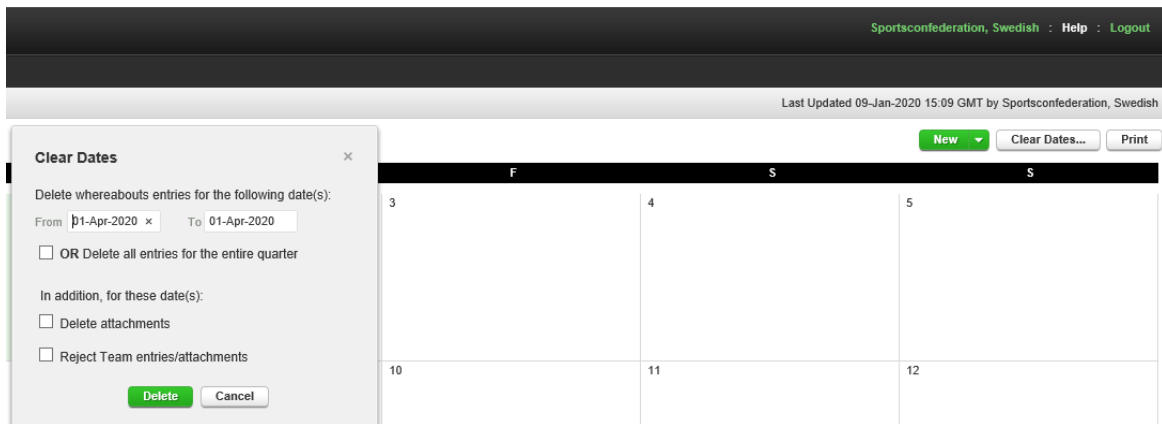 Sportsconfederation, Swedish : Help : Logout
Last Updated 09-Jan-2020 15:09 GMT by Sportsconfederation, Swedish
New Clear Dates... Print
Clear Dates ×
F S S
Delete whereabouts entries for the following date(s):
From 01-Apr-2020 × To 01-Apr-2020
OR Delete all entries for the entire quarter
In addition, for these date(s):
Delete attachments
Reject Team entries/attachments
Delete Cancel
3 4 5
10 11 12